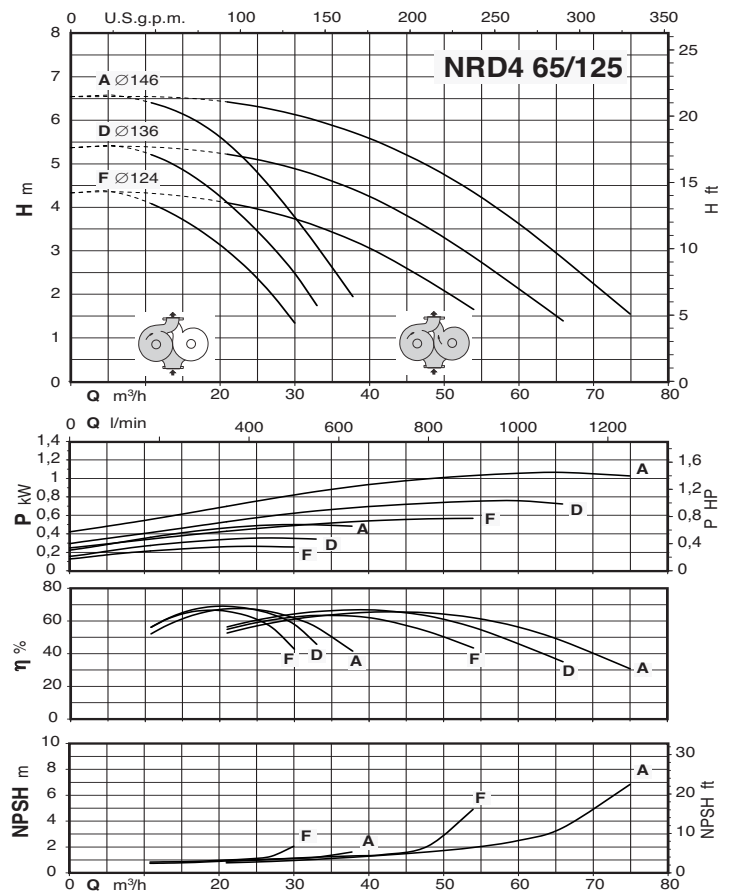 0 U.S.g.p.m. 100 150 200 250 300 350
NRD4 65/125
8
7
6
5
4
3
2
1
0
H m
25
20
15
10
5
0
H ft
A ∅146
D ∅136
F ∅124
Q m³/h 20 30 40 50 60 70 80
0 Q l/min 400 600 800 1000 1200
1,4
1,2
1
0,8
0,6
0,4
0,2
0
P kW
1,6
1,2
0,8
0,4
0
P HP
A
D
F
A
D
F
80
60
40
20
0
η %
F D A F D A
10
8
6
4
2
0
NPSH m
30
20
10
0
NPSH ft
F A F A
0 Q m³/h 20 30 40 50 60 70 80